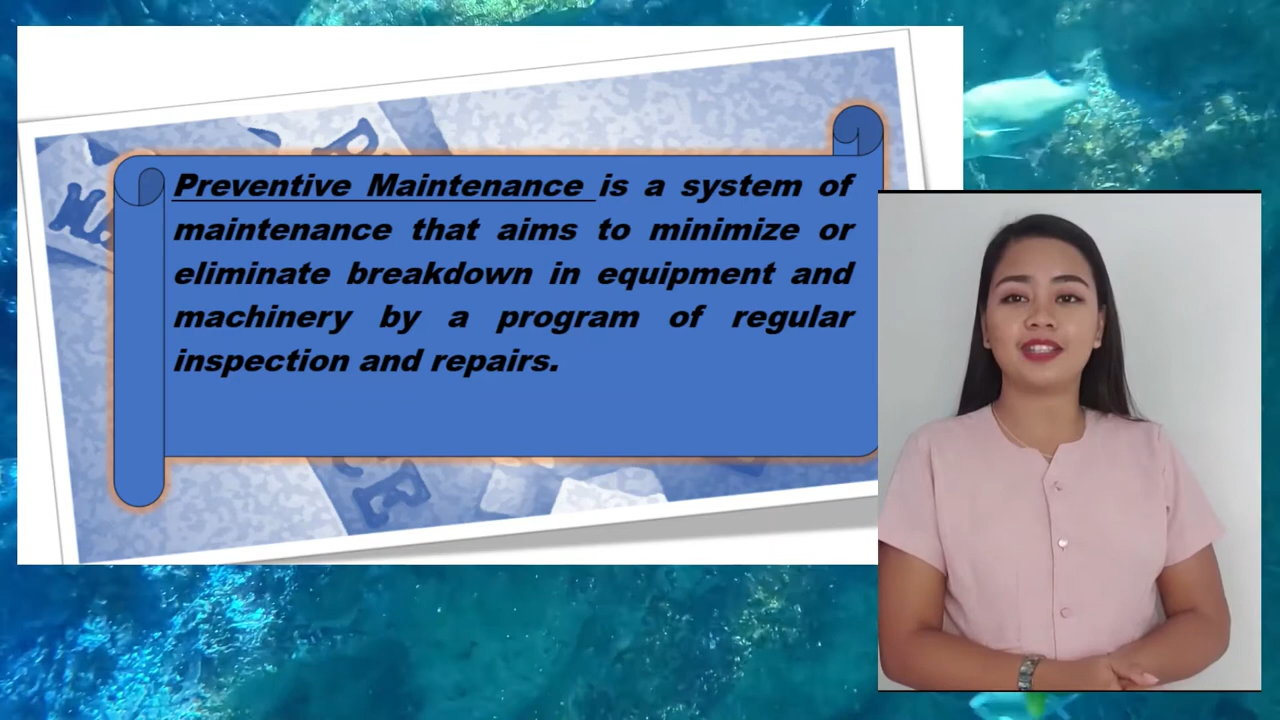 Preventive Maintenance is a system of
maintenance that aims to minimize or
eliminate breakdown in equipment and
machinery by a program of regular
inspection and repairs.